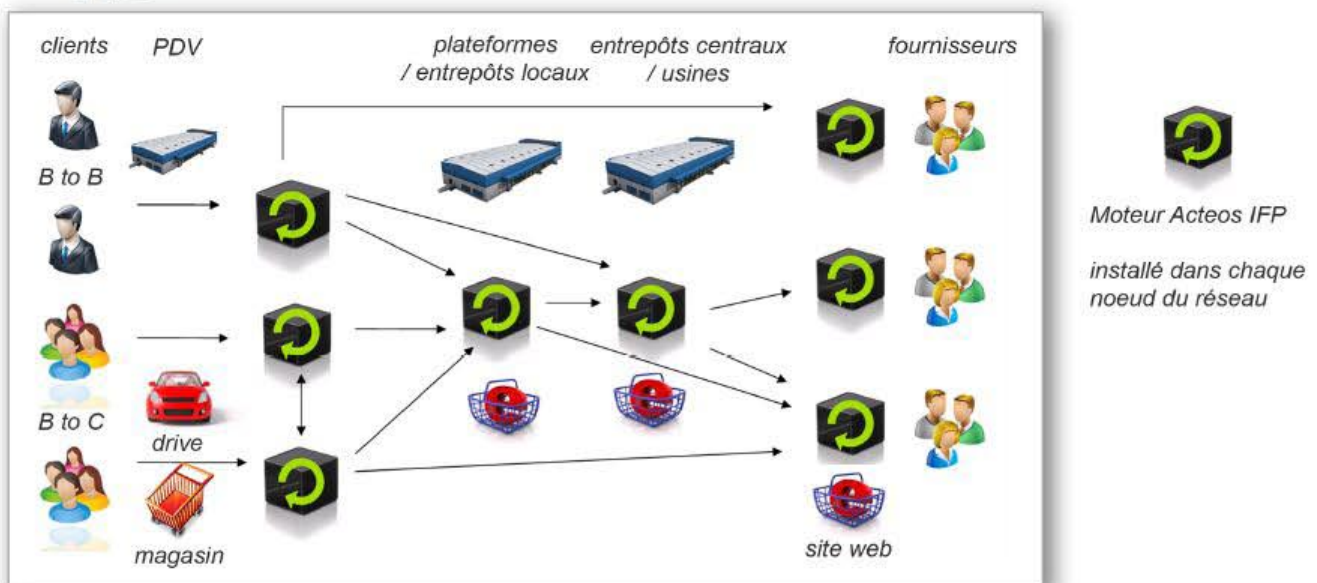 clients
PDV
plateformes
/ entrepôts locaux
entrepôts centraux
/ usines
fournisseurs
B to B
B to C
drive
magasin
site web
Moteur Acteos IFP
installé dans chaque
noeud du réseau